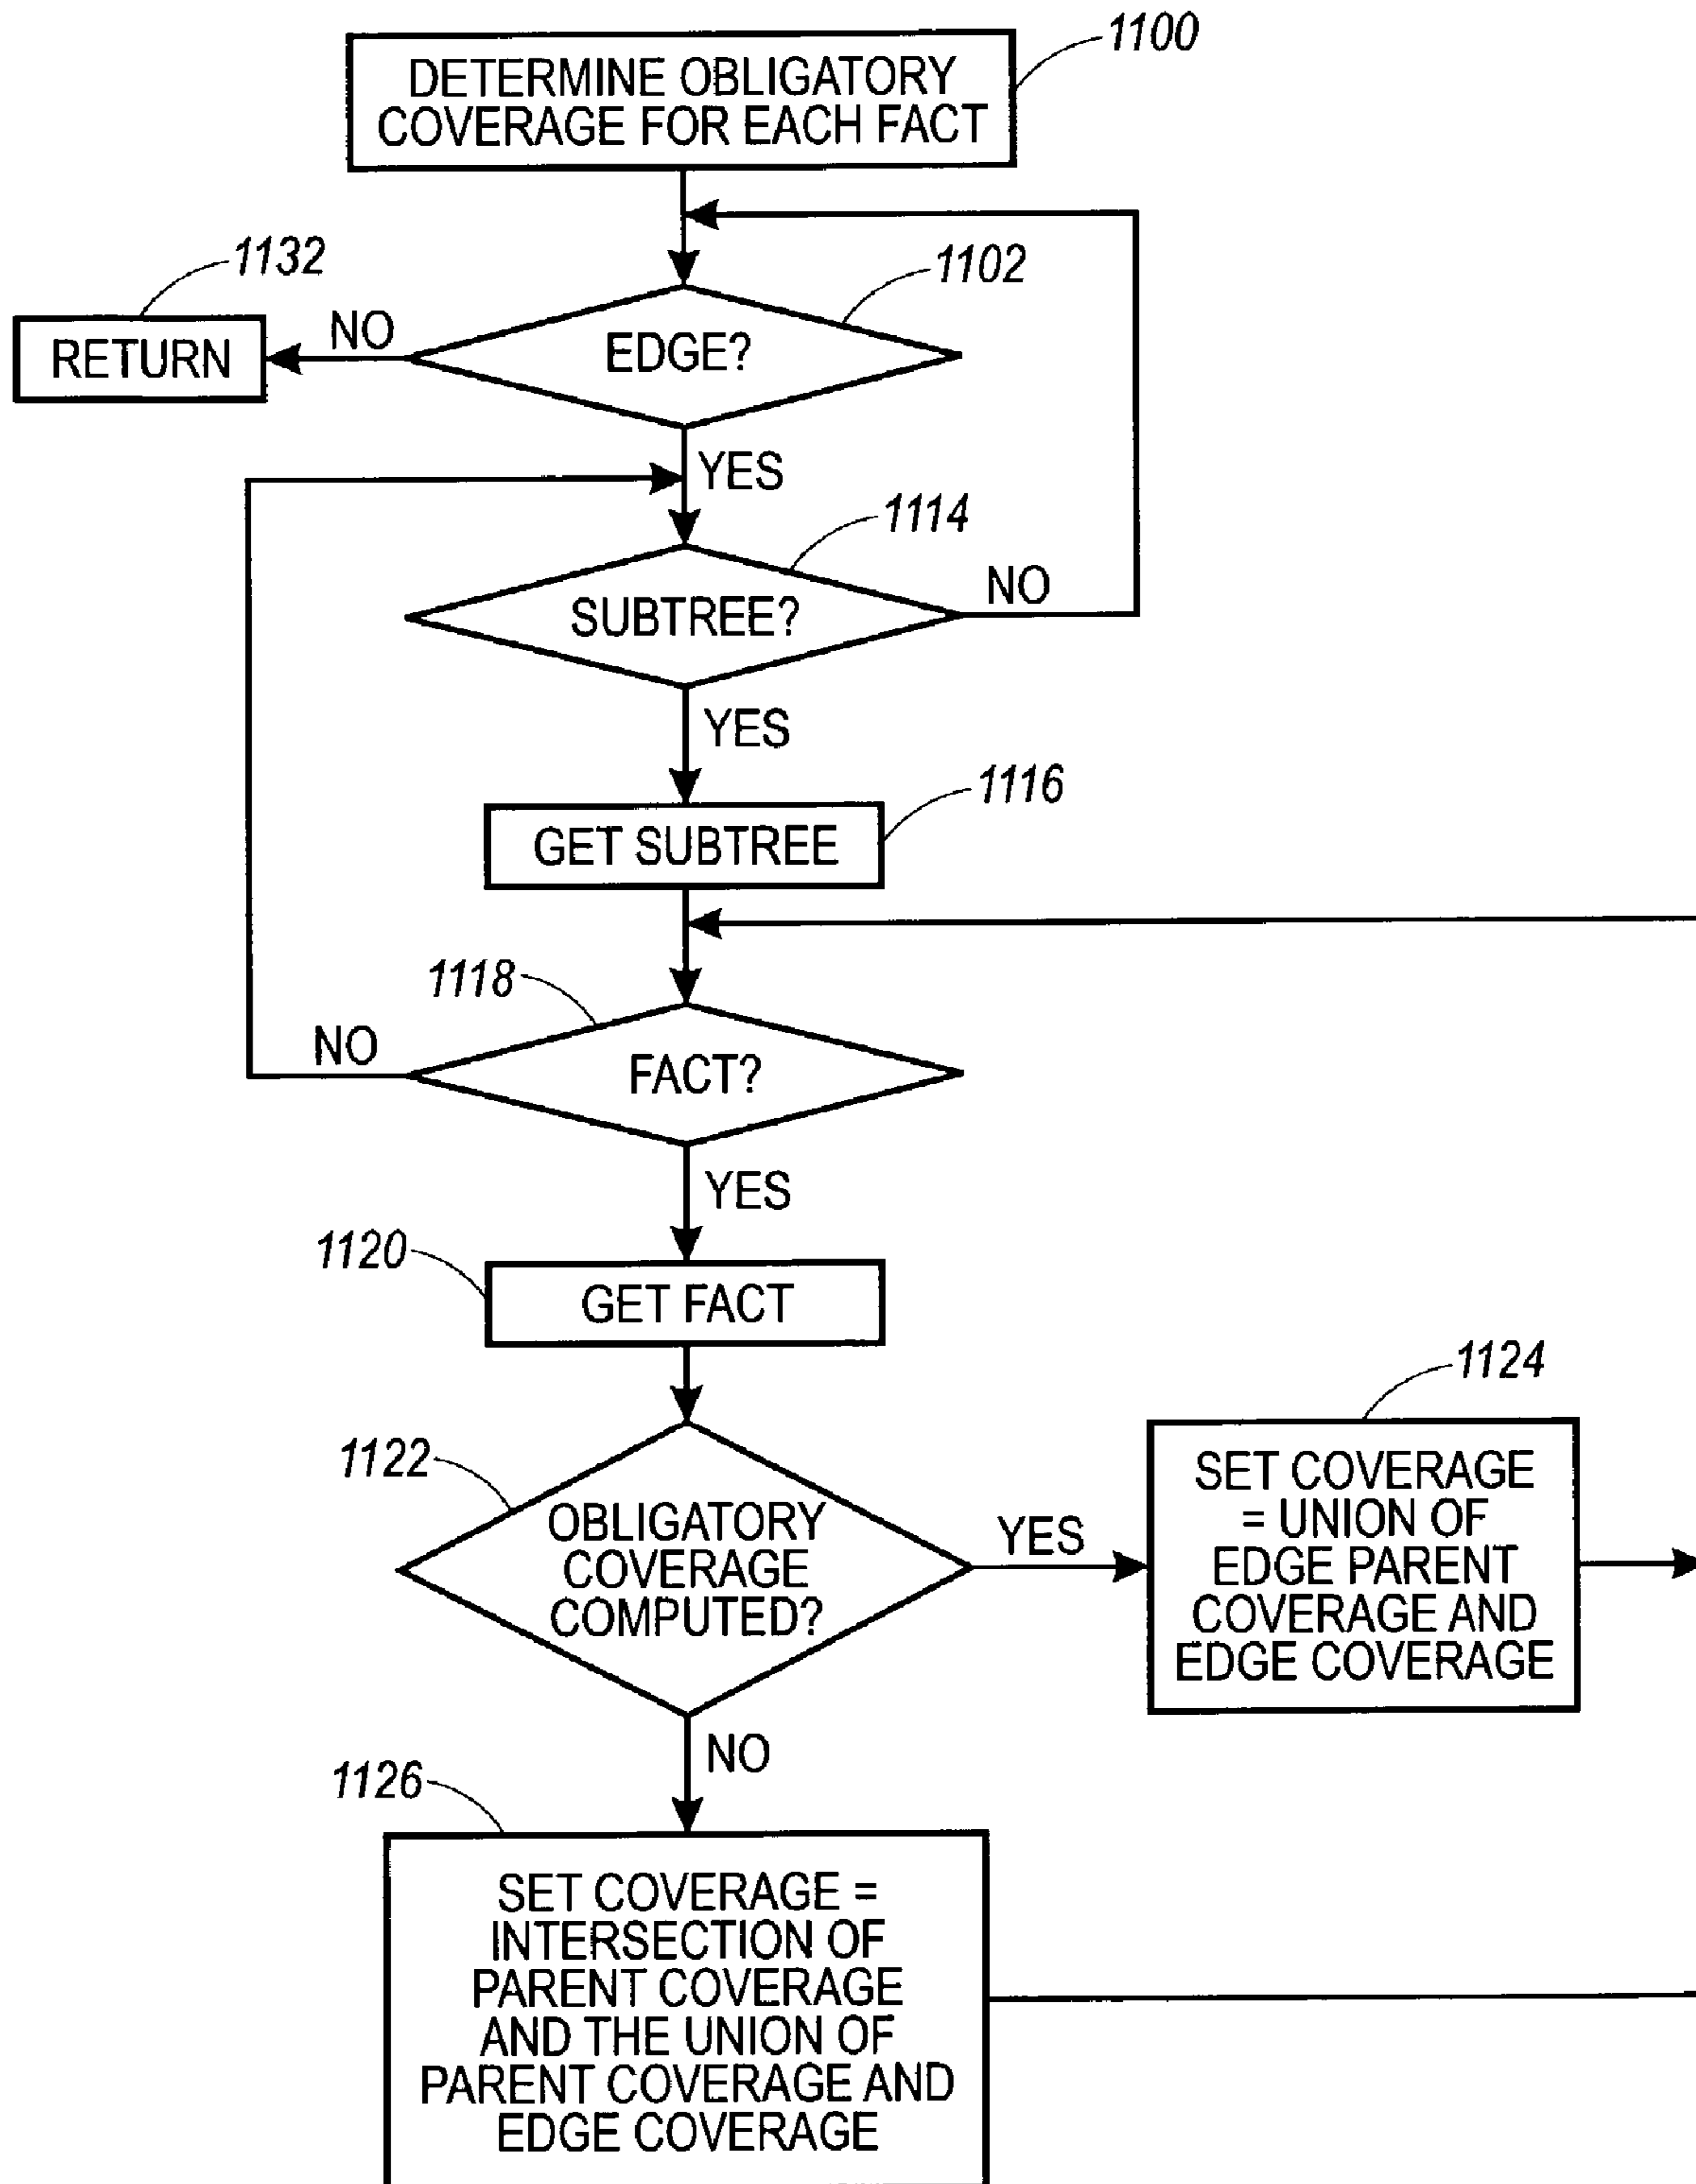 1100
DETERMINE OBLIGATORY
COVERAGE FOR EACH FACT
1132
1102
RETURN
NO
EDGE?
YES
1114
SUBTREE?
NO
YES
1116
GET SUBTREE
1118
NO
FACT?
YES
1120
GET FACT
1122
OBLIGATORY
COVERAGE
COMPUTED?
YES
1124
SET COVERAGE
= UNION OF
EDGE PARENT
COVERAGE AND
EDGE COVERAGE
NO
1126
SET COVERAGE =
INTERSECTION OF
PARENT COVERAGE
AND THE UNION OF
PARENT COVERAGE AND
EDGE COVERAGE